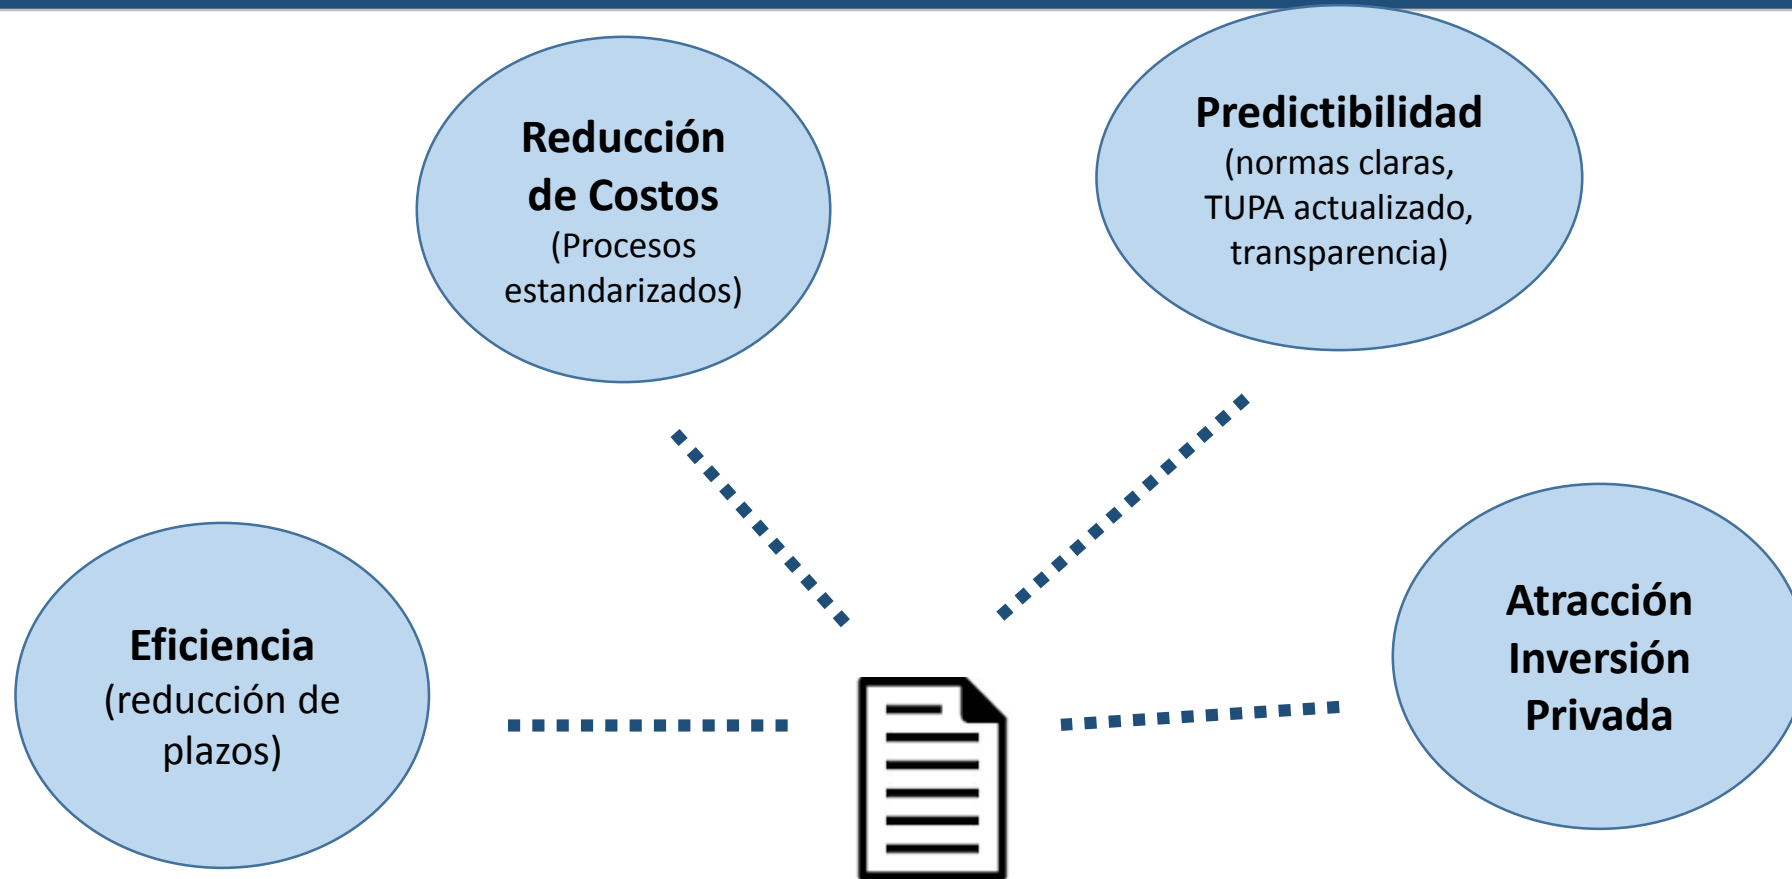 Reducción
de Costos
(Procesos
estandarizados)
Predictibilidad
(normas claras,
TUPA actualizado,
transparencia)
Eficiencia
(reducción de
plazos)
Atracción
Inversión
Privada